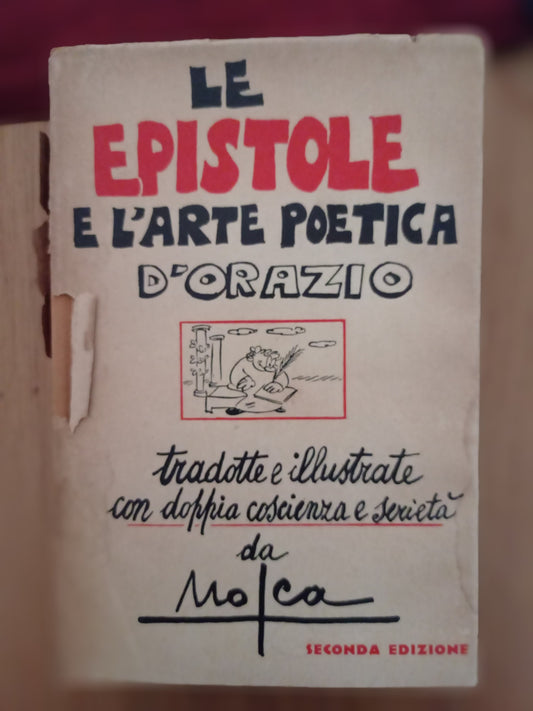 LE
EPISTOLE
E L'ARTE POETICA
D'ORAZIO
tradotte e illustrate
con doppia coscienza e serietà
da
Mosca
SECONDA EDIZIONE